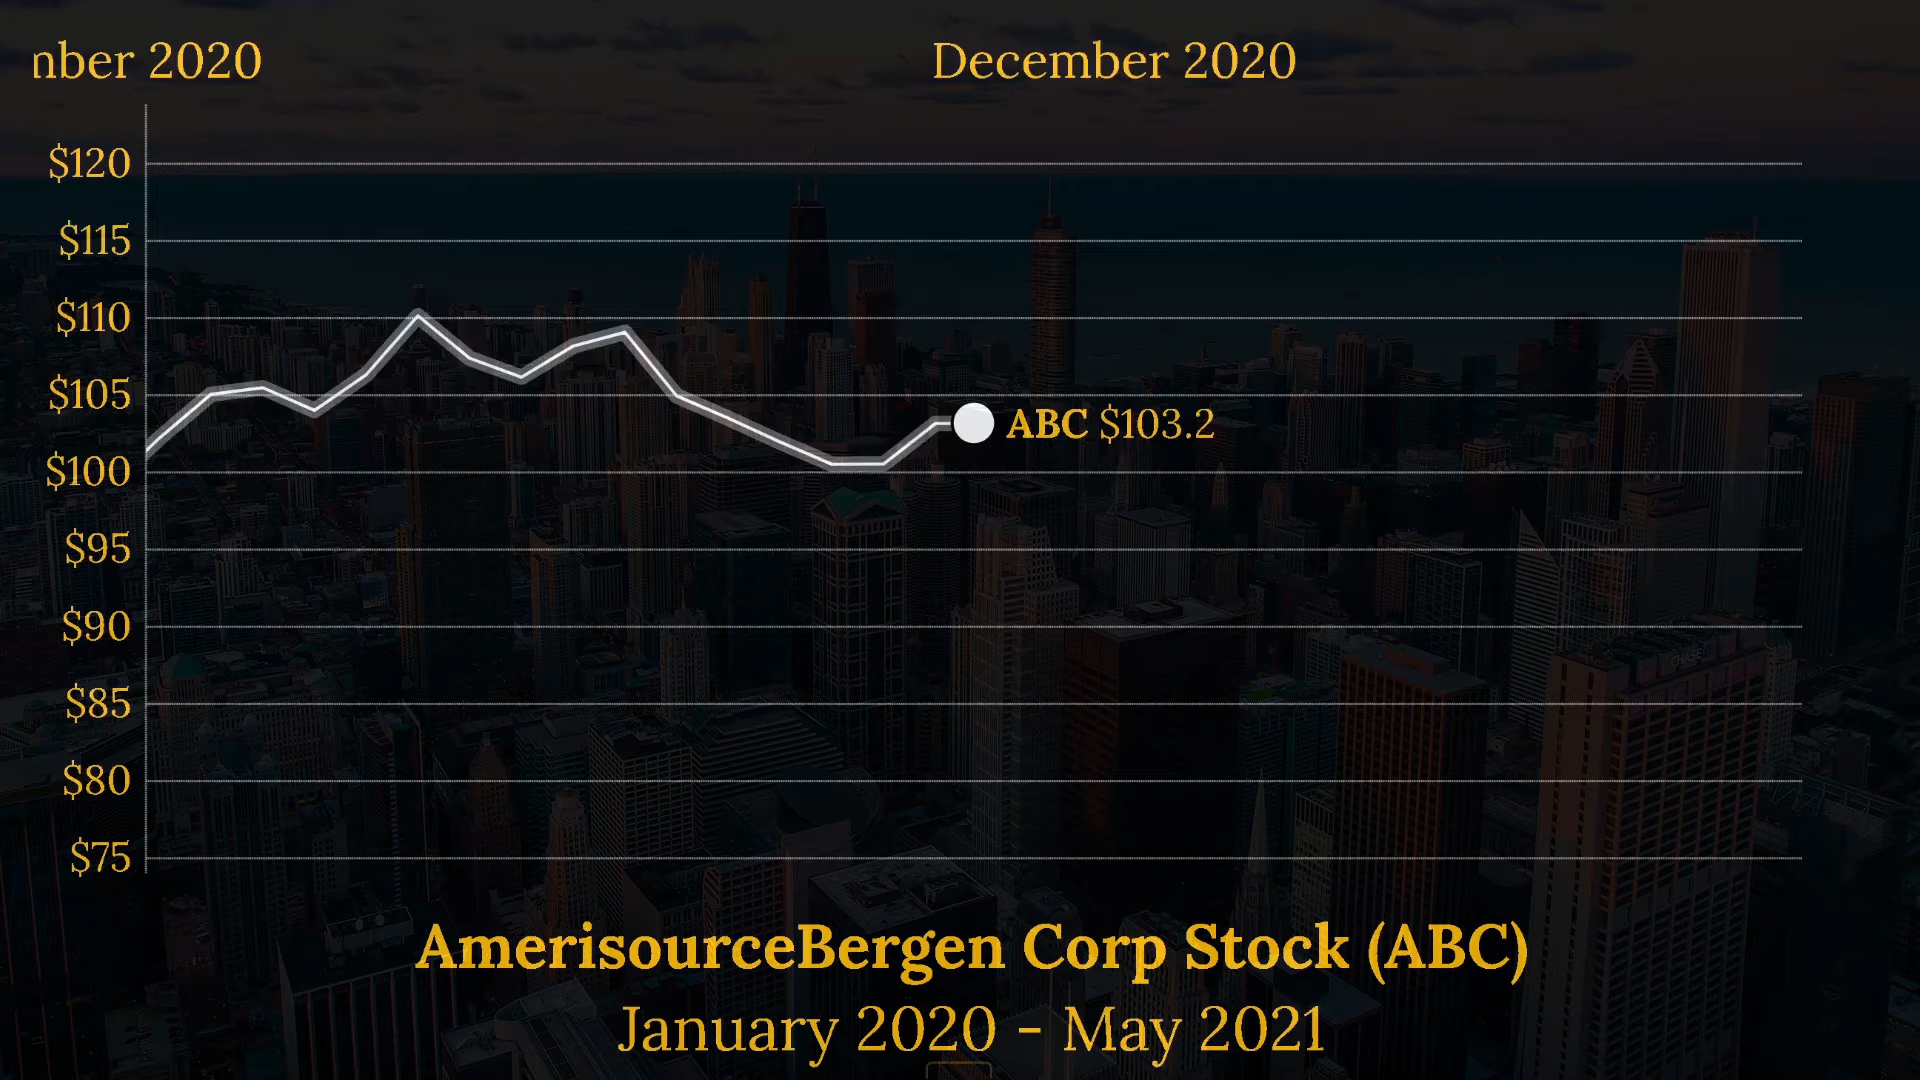 nber 2020
December 2020
$120
$115
$110
$105
$100
$95
$90
$85
$80
$75
ABC $103.2
AmerisourceBergen Corp Stock (ABC)
January 2020 - May 2021